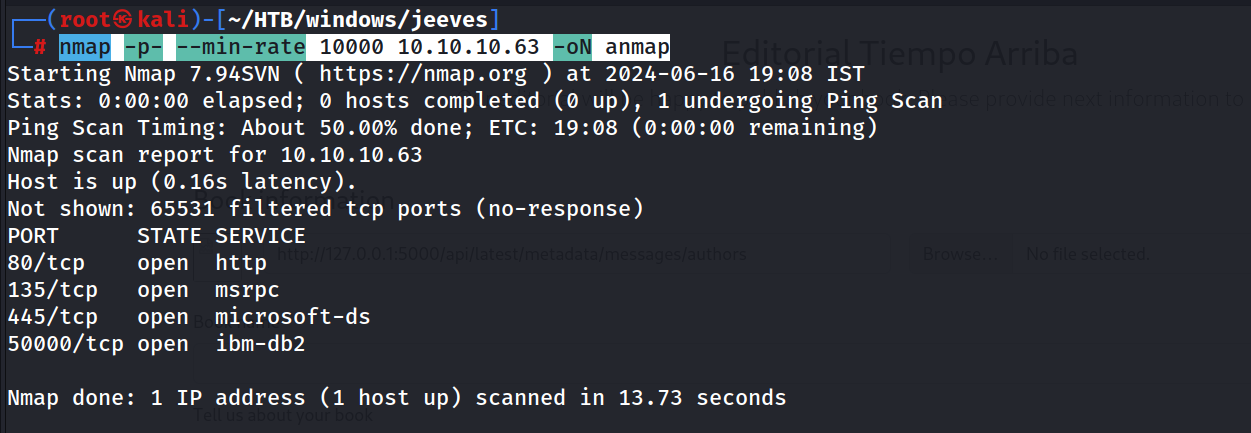 ┌──(root㉿kali)-[~/HTB/windows/jeeves]
└─# nmap -p- --min-rate 10000 10.10.10.63 -oN anmap
Editorial Tiempo Arriba
Starting Nmap 7.94SVN ( https://nmap.org ) at 2024-06-16 19:08 IST
Stats: 0:00:00 elapsed; 0 hosts completed (0 up), 1 undergoing Ping Scan
Please provide next information to
Ping Scan Timing: About 50.00% done; ETC: 19:08 (0:00:00 remaining)
Nmap scan report for 10.10.10.63
Host is up (0.16s latency).
Not shown: 65531 filtered tcp ports (no-response)
PORT      STATE SERVICE
http://127.0.0.1:5000/api/latest/metadata/messages/authors Browse... No file selected.
80/tcp    open  http
135/tcp   open  msrpc
445/tcp   open  microsoft-ds
50000/tcp open  ibm-db2
Nmap done: 1 IP address (1 host up) scanned in 13.73 seconds
Tell us about your book